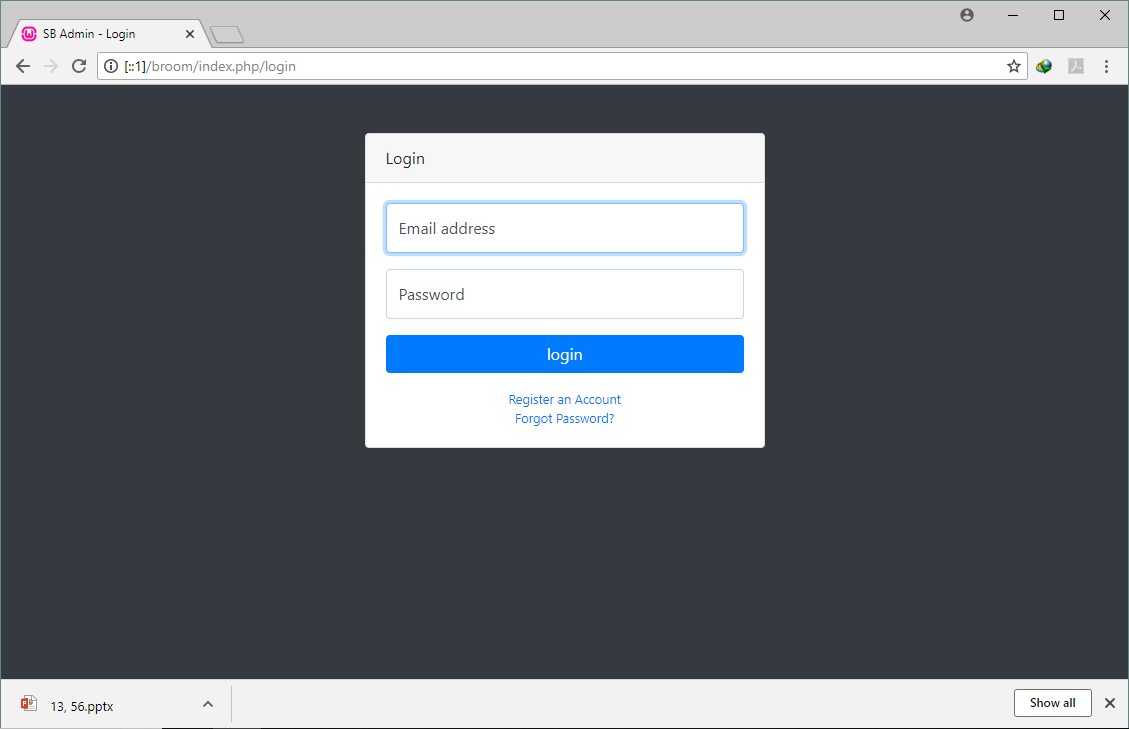 SB Admin - Login
[::1]/broom/index.php/login
Login
Email address
Password
login
Register an Account
Forgot Password?
13, 56.pptx
Show all